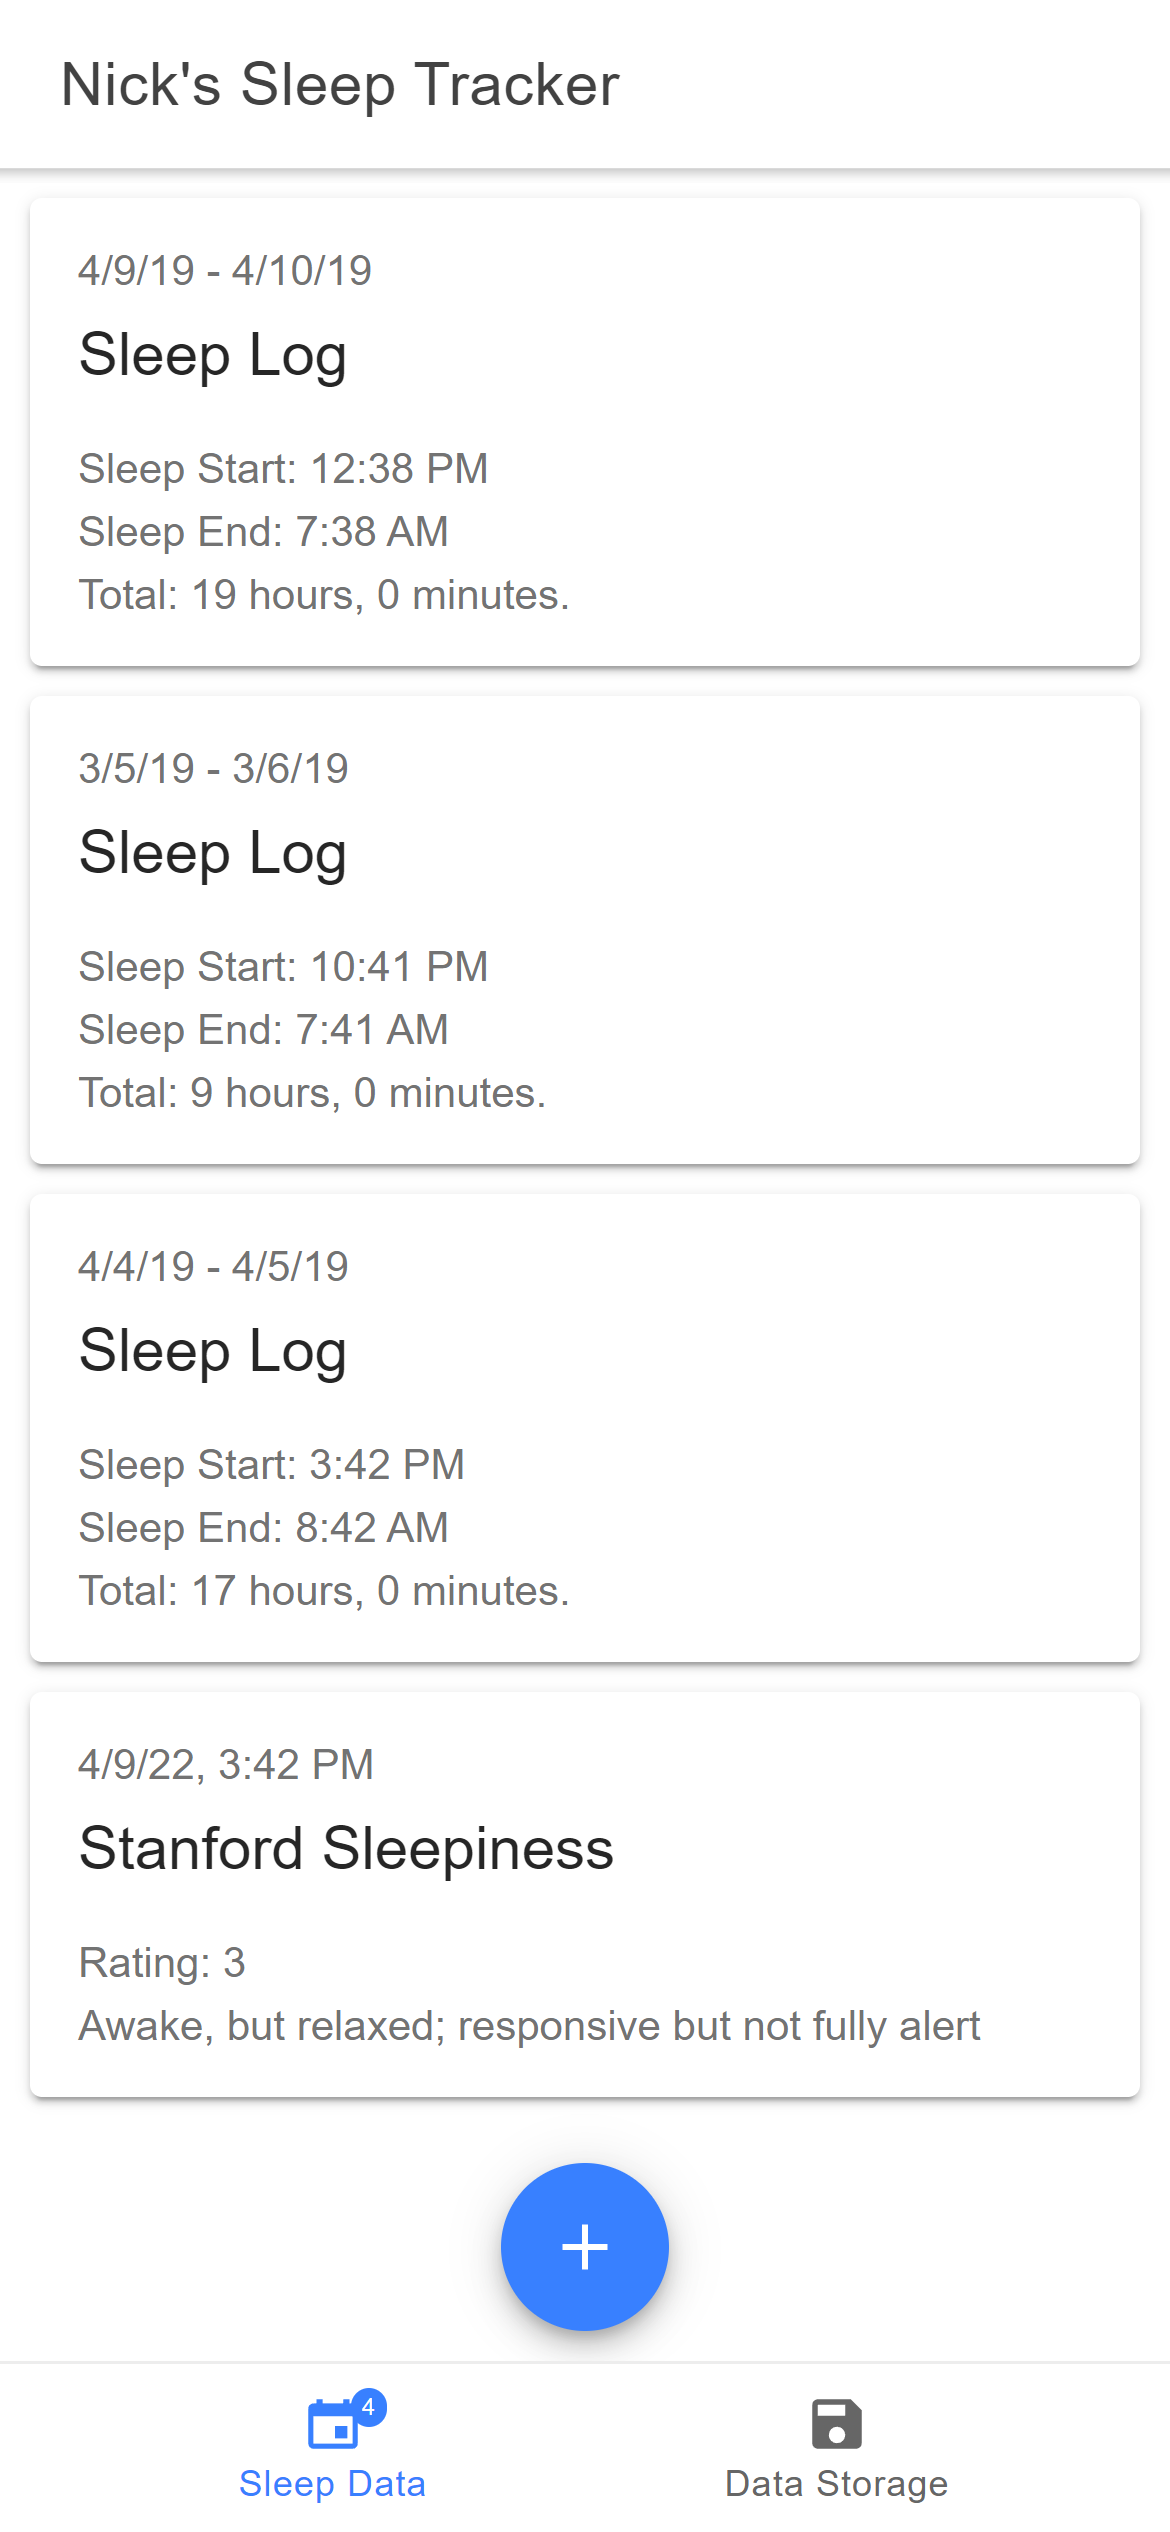 Nick's Sleep Tracker
4/9/19 - 4/10/19
Sleep Log
Sleep Start: 12:38 PM
Sleep End: 7:38 AM
Total: 19 hours, 0 minutes.
3/5/19 - 3/6/19
Sleep Log
Sleep Start: 10:41 PM
Sleep End: 7:41 AM
Total: 9 hours, 0 minutes.
4/4/19 - 4/5/19
Sleep Log
Sleep Start: 3:42 PM
Sleep End: 8:42 AM
Total: 17 hours, 0 minutes.
4/9/22, 3:42 PM
Stanford Sleepiness
Rating: 3
Awake, but relaxed; responsive but not fully alert
4
Sleep Data
Data Storage